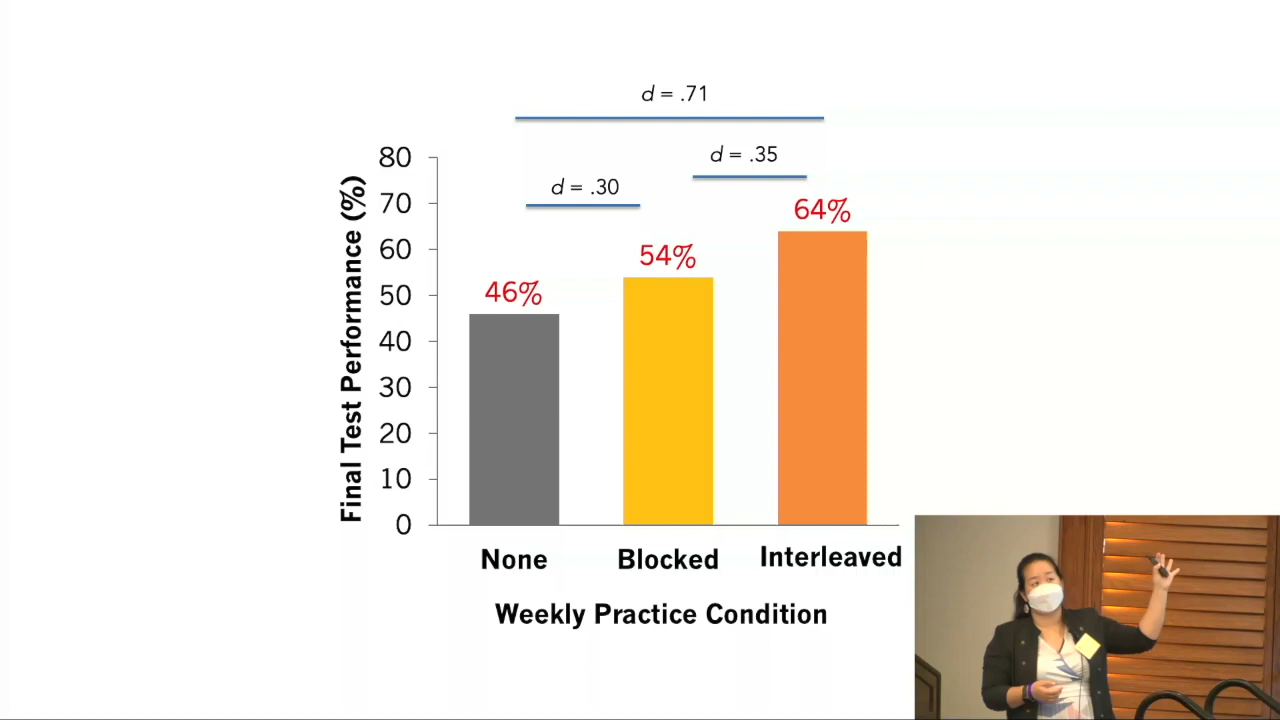 d = .71
d = .35
d = .30
64%
54%
46%
Final Test Performance (%)
80
70
60
50
40
30
20
10
0
None
Blocked
Interleaved
Weekly Practice Condition